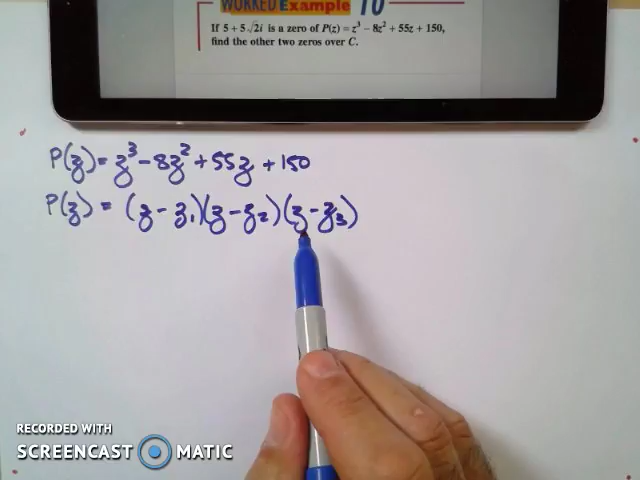 WORKED Example 10
If 5 + 5√2i is a zero of P(z) = z³ − 8z² + 55z + 150,
find the other two zeros over C.
P(z) = z³ − 8z² + 55z + 150
P(z) = (z − z₁)(z − z₂)(z − z₃)
RECORDED WITH
SCREENCAST MATIC